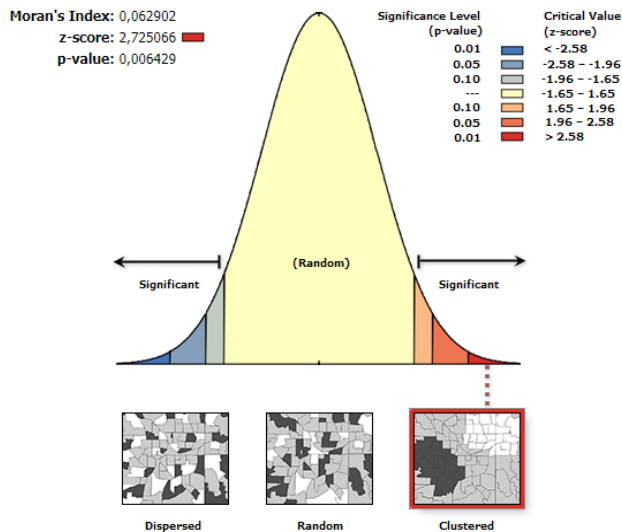 Moran's Index: 0,062902
z-score: 2,725066
p-value: 0,006429
Significance Level
(p-value)
Critical Value
(z-score)
0.01 < -2.58
0.05 -2.58 – -1.96
0.10 -1.96 – -1.65
--- -1.65 – 1.65
0.10 1.65 – 1.96
0.05 1.96 – 2.58
0.01 > 2.58
(Random)
Significant
Significant
Dispersed
Random
Clustered